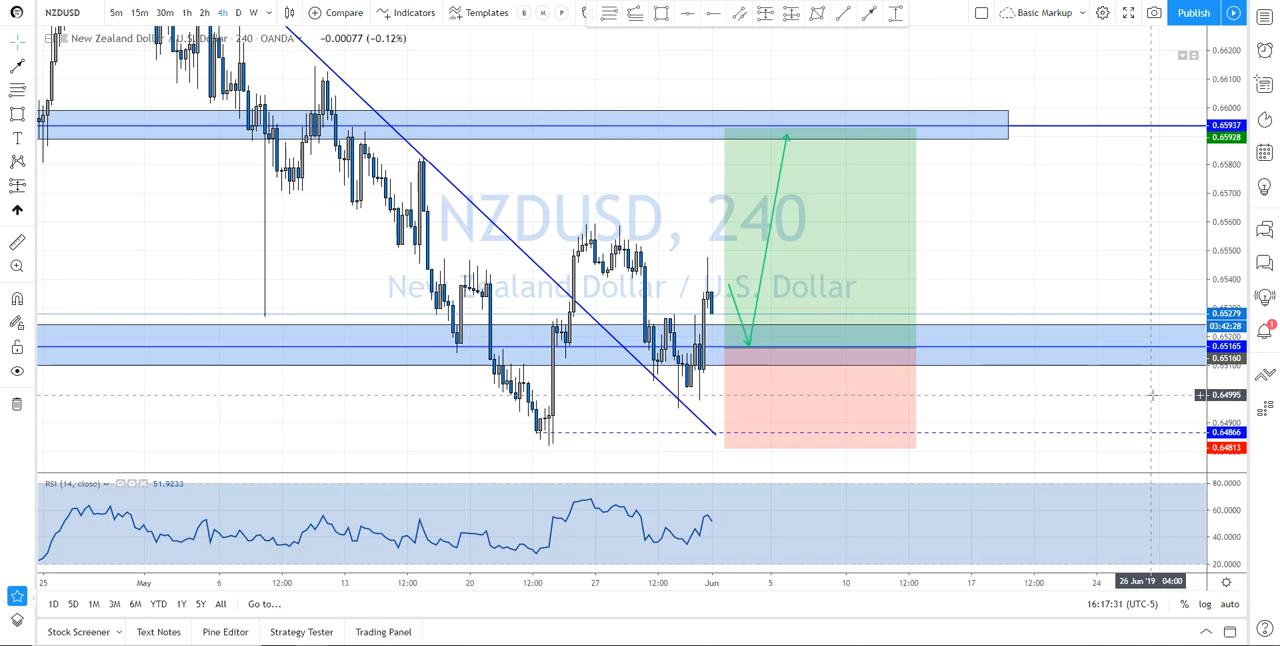 NZDUSD 5m 15m 30m 1h 2h 4h D W Compare Indicators Templates B M P Basic Markup Publish
New Zealand Dollar / U.S. Dollar · 240 · OANDA −0.00077 (−0.12%)
NZDUSD, 240
New Zealand Dollar / U.S. Dollar
0.66200
0.66100
0.66000
0.65937
0.65928
0.65800
0.65700
0.65600
0.65500
0.65400
0.65279
03:42:28
0.65165
0.65160
0.64995
0.64900
0.64866
0.64813
RSI (14, close) 51.9233
80.0000
60.0000
40.0000
20.0000
25 May 6 12:00 13 12:00 20 12:00 27 12:00 Jun 5 10 12:00 17 12:00 24 26 Jun '19 04:00
1D 5D 1M 3M 6M YTD 1Y 5Y All Go to... 16:17:31 (UTC-5) % log auto
Stock Screener Text Notes Pine Editor Strategy Tester Trading Panel